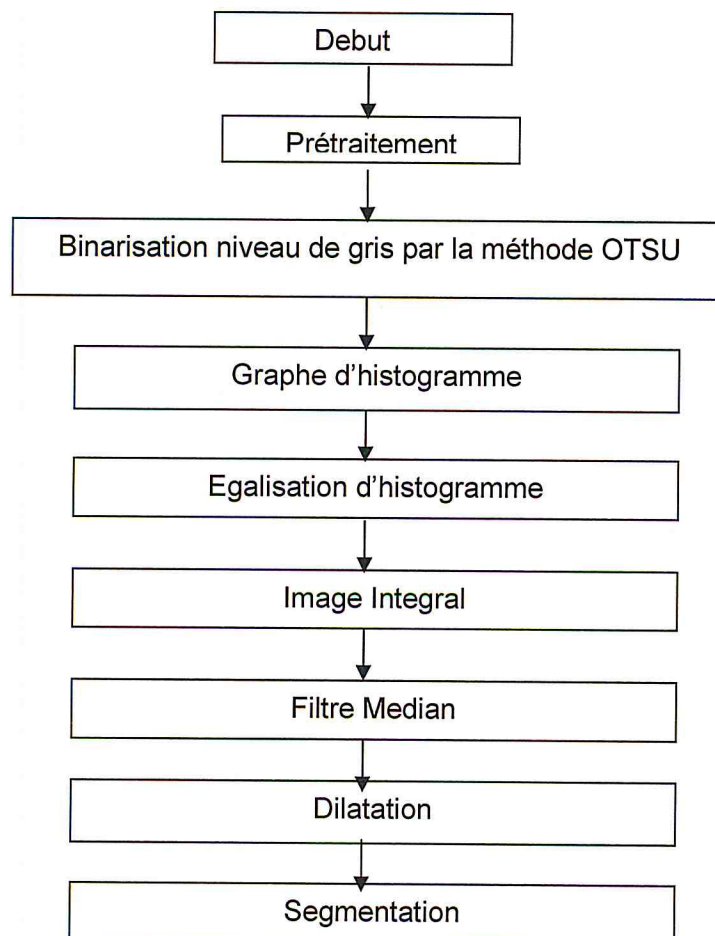 Debut
Prétraitement
Binarisation niveau de gris par la méthode OTSU
Graphe d'histogramme
Egalisation d'histogramme
Image Integral
Filtre Median
Dilatation
Segmentation